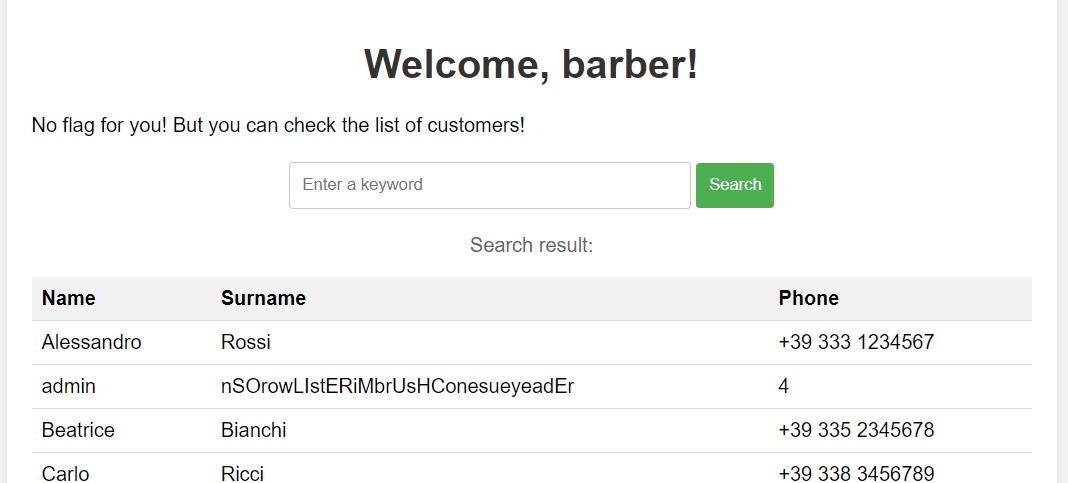 Welcome, barber!
No flag for you! But you can check the list of customers!
Enter a keyword Search
Search result:
Name Surname Phone
Alessandro Rossi +39 333 1234567
admin nSOrowLIstERiMbrUsHConesueyeadEr 4
Beatrice Bianchi +39 335 2345678
Carlo Ricci +39 338 3456789